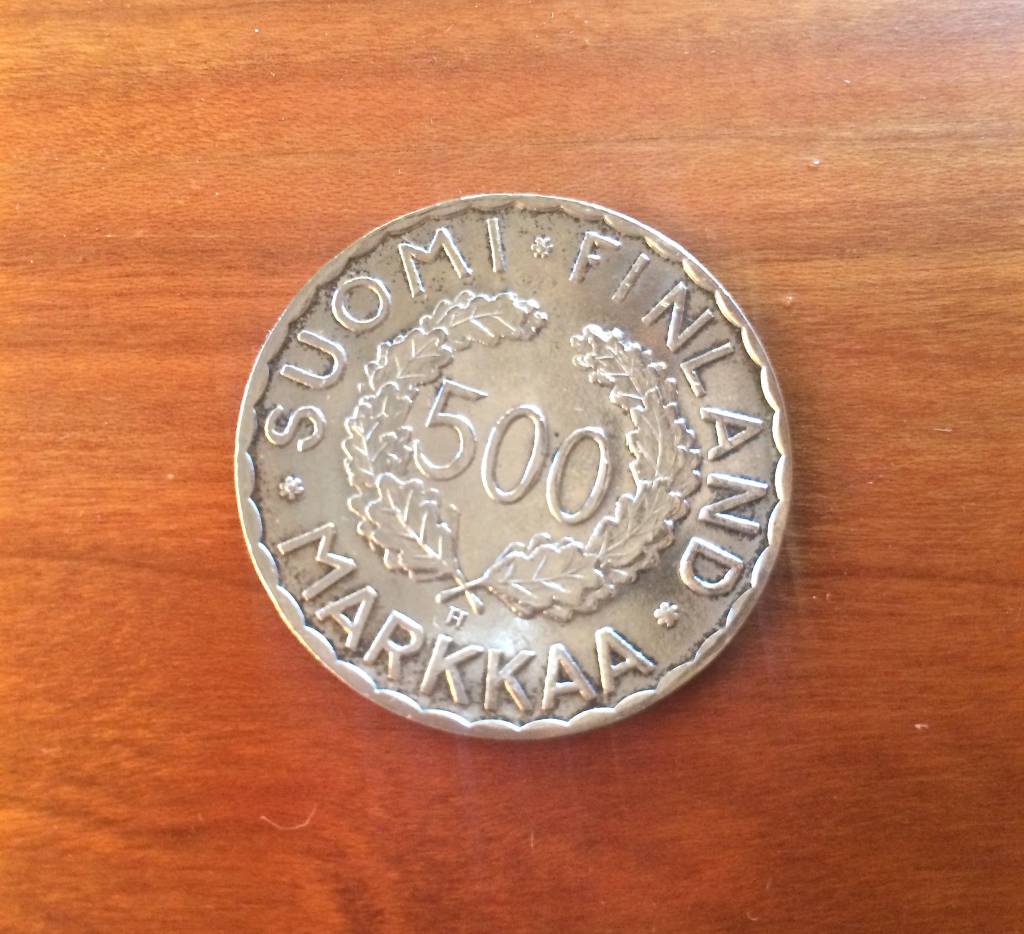 SUOMI * FINLAND *
MARKKAA *
500
H